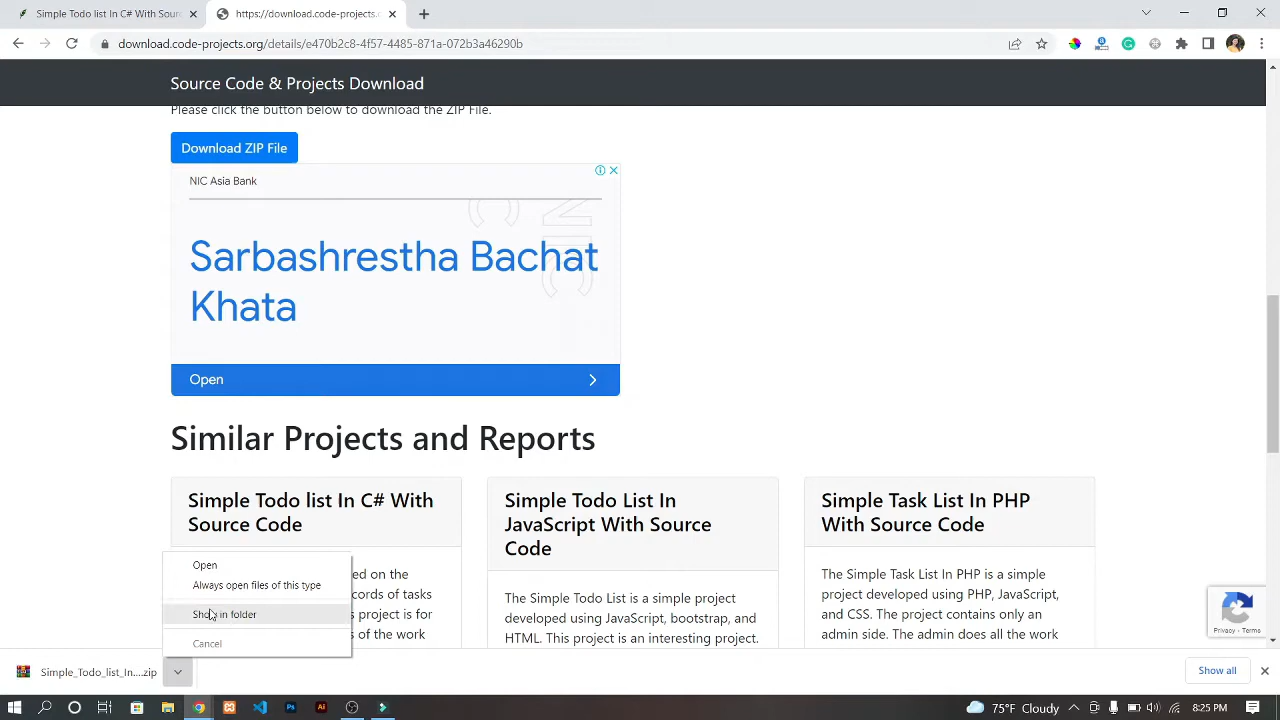 Simple Todo list In C# With Sourc
https://download.code-projects.c
download.code-projects.org/details/e470b2c8-4f57-4485-871a-072b3a46290b
Source Code & Projects Download
Please click the button below to download the ZIP File.
Download ZIP File
NIC Asia Bank
NIC
Sarbashrestha Bachat
Khata
Open
Similar Projects and Reports
Simple Todo list In C# With
Source Code
Simple Todo List In
JavaScript With Source
Code
Simple Task List In PHP
With Source Code
ed on the
cords of tasks
s project is for
s of the work
The Simple Todo List is a simple
project developed using JavaScript, bootstrap, and
HTML. This project is an interesting project.
The Simple Task List In PHP is a simple
project developed using PHP, JavaScript,
and CSS. The project contains only an
admin side. The admin does all the work
Open
Always open files of this type
Show in folder
Cancel
Privacy - Terms
Simple_Todo_list_In....zip
Show all
75°F Cloudy
8:25 PM